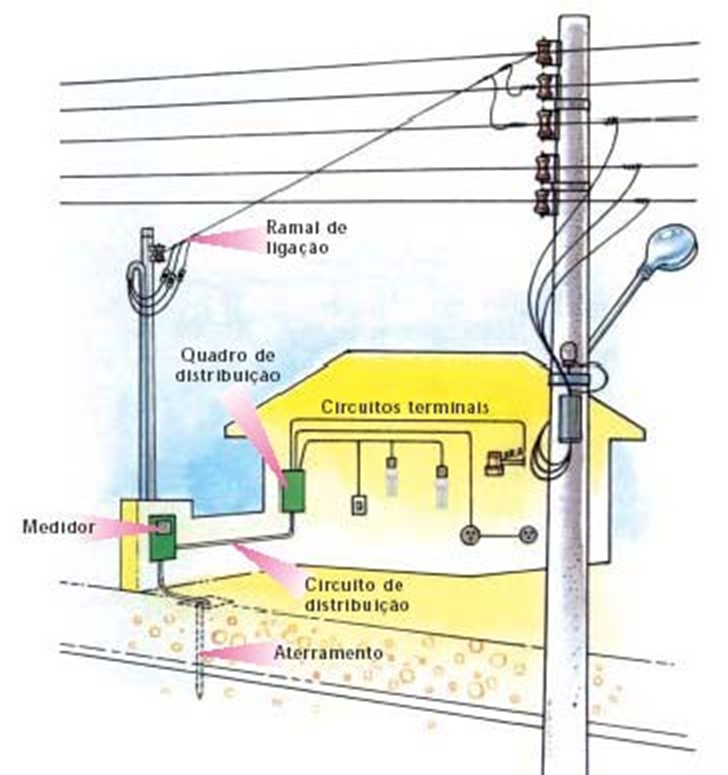 Ramal de
ligação
Quadro de
distribuição
Circuitos terminais
Medidor
Circuito de
distribuição
Aterramento